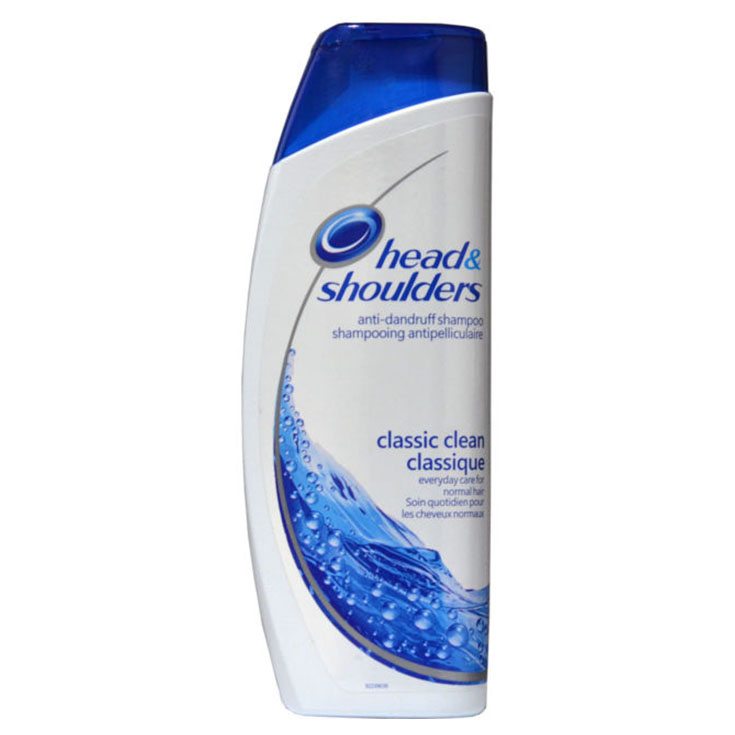 head&
shoulders
anti-dandruff shampoo
shampooing antipelliculaire
classic clean
classique
everyday care for
normal hair
Soin quotidien pour
les cheveux normaux